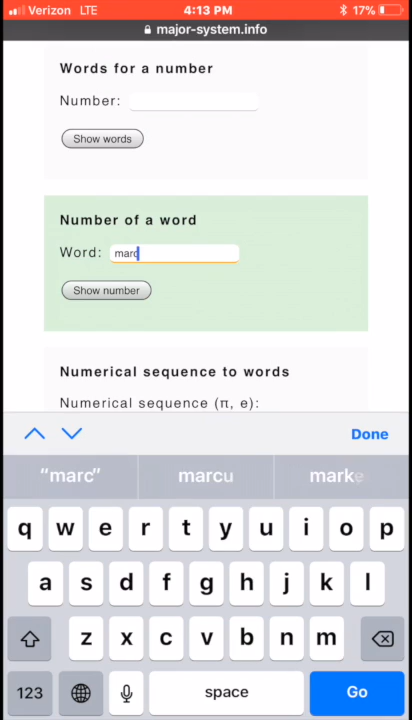 Verizon LTE 4:13 PM 17%
major-system.info
Words for a number
Number:
Show words
Number of a word
Word: marc
Show number
Numerical sequence to words
Numerical sequence (π, e):
Done
"marc" marcu marke
q w e r t y u i o p
a s d f g h j k l
z x c v b n m
123 space Go